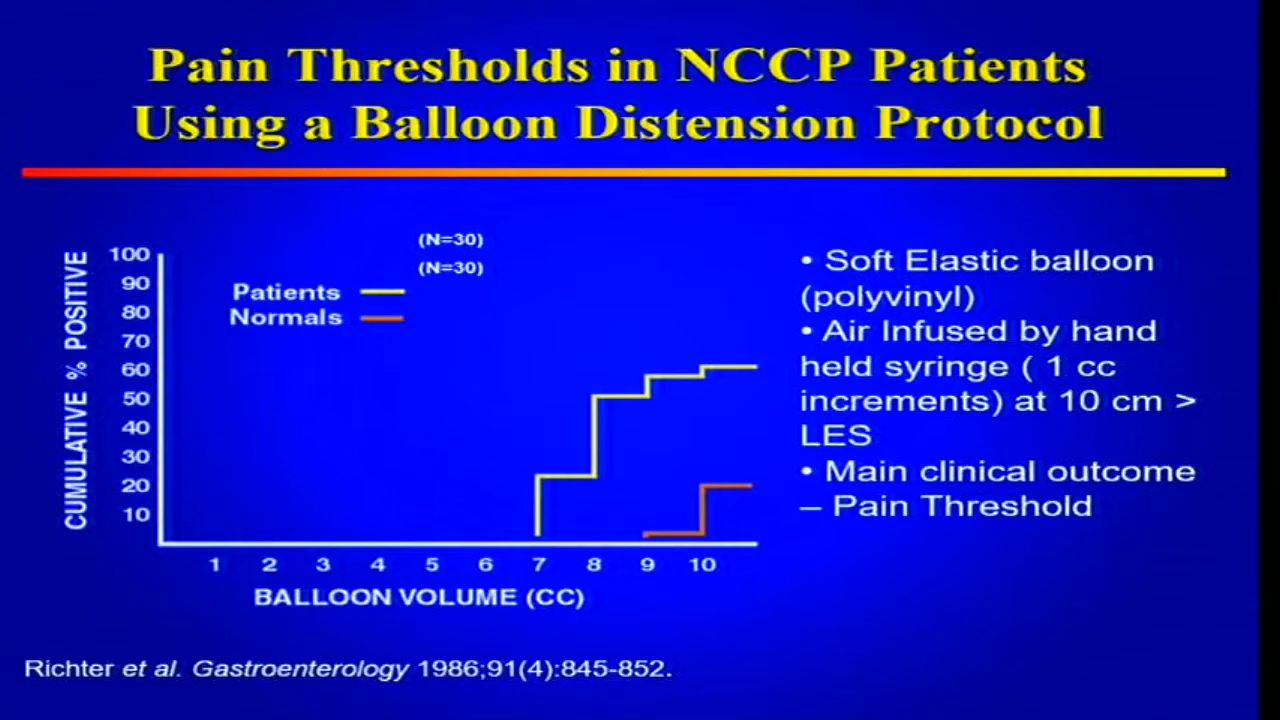 Pain Thresholds in NCCP Patients
Using a Balloon Distension Protocol
(N=30)
(N=30)
Patients
Normals
CUMULATIVE % POSITIVE
100
90
80
70
60
50
40
30
20
10
1 2 3 4 5 6 7 8 9 10
BALLOON VOLUME (CC)
• Soft Elastic balloon
(polyvinyl)
• Air Infused by hand
held syringe ( 1 cc
increments) at 10 cm >
LES
• Main clinical outcome
– Pain Threshold
Richter et al. Gastroenterology 1986;91(4):845-852.